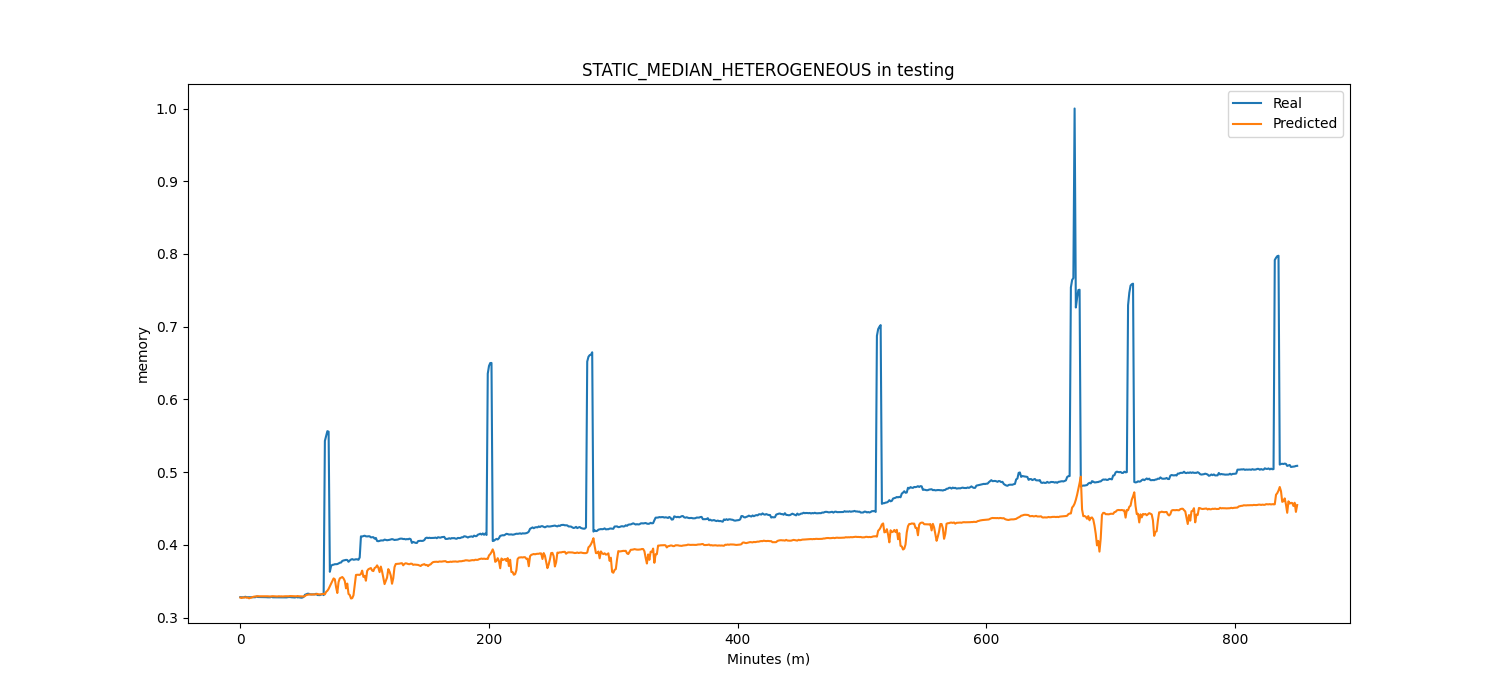 STATIC_MEDIAN_HETEROGENEOUS in testing
Real
Predicted
1.0
0.9
0.8
0.7
0.6
0.5
0.4
0.3
memory
0
200
400
600
800
Minutes (m)